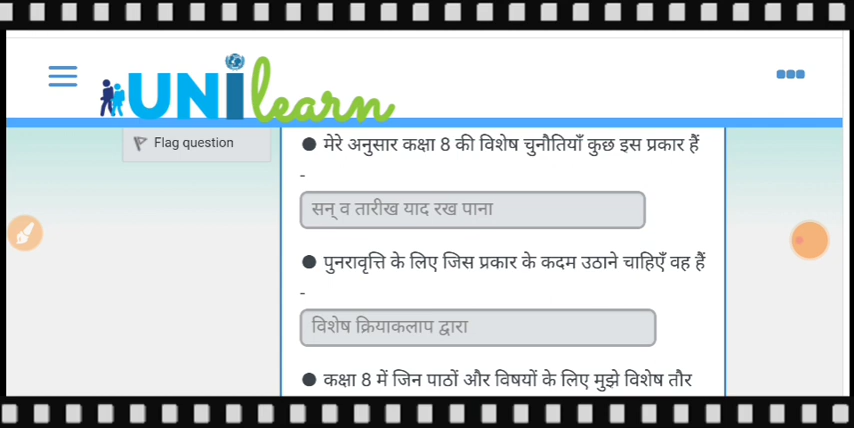 UNiLearn
Flag question
मेरे अनुसार कक्षा 8 की विशेष चुनौतियाँ कुछ इस प्रकार हैं
-
सन् व तारीख याद रख पाना
पुनरावृत्ति के लिए जिस प्रकार के कदम उठाने चाहिएँ वह हैं
-
विशेष क्रियाकलाप द्वारा
कक्षा 8 में जिन पाठों और विषयों के लिए मुझे विशेष तौर